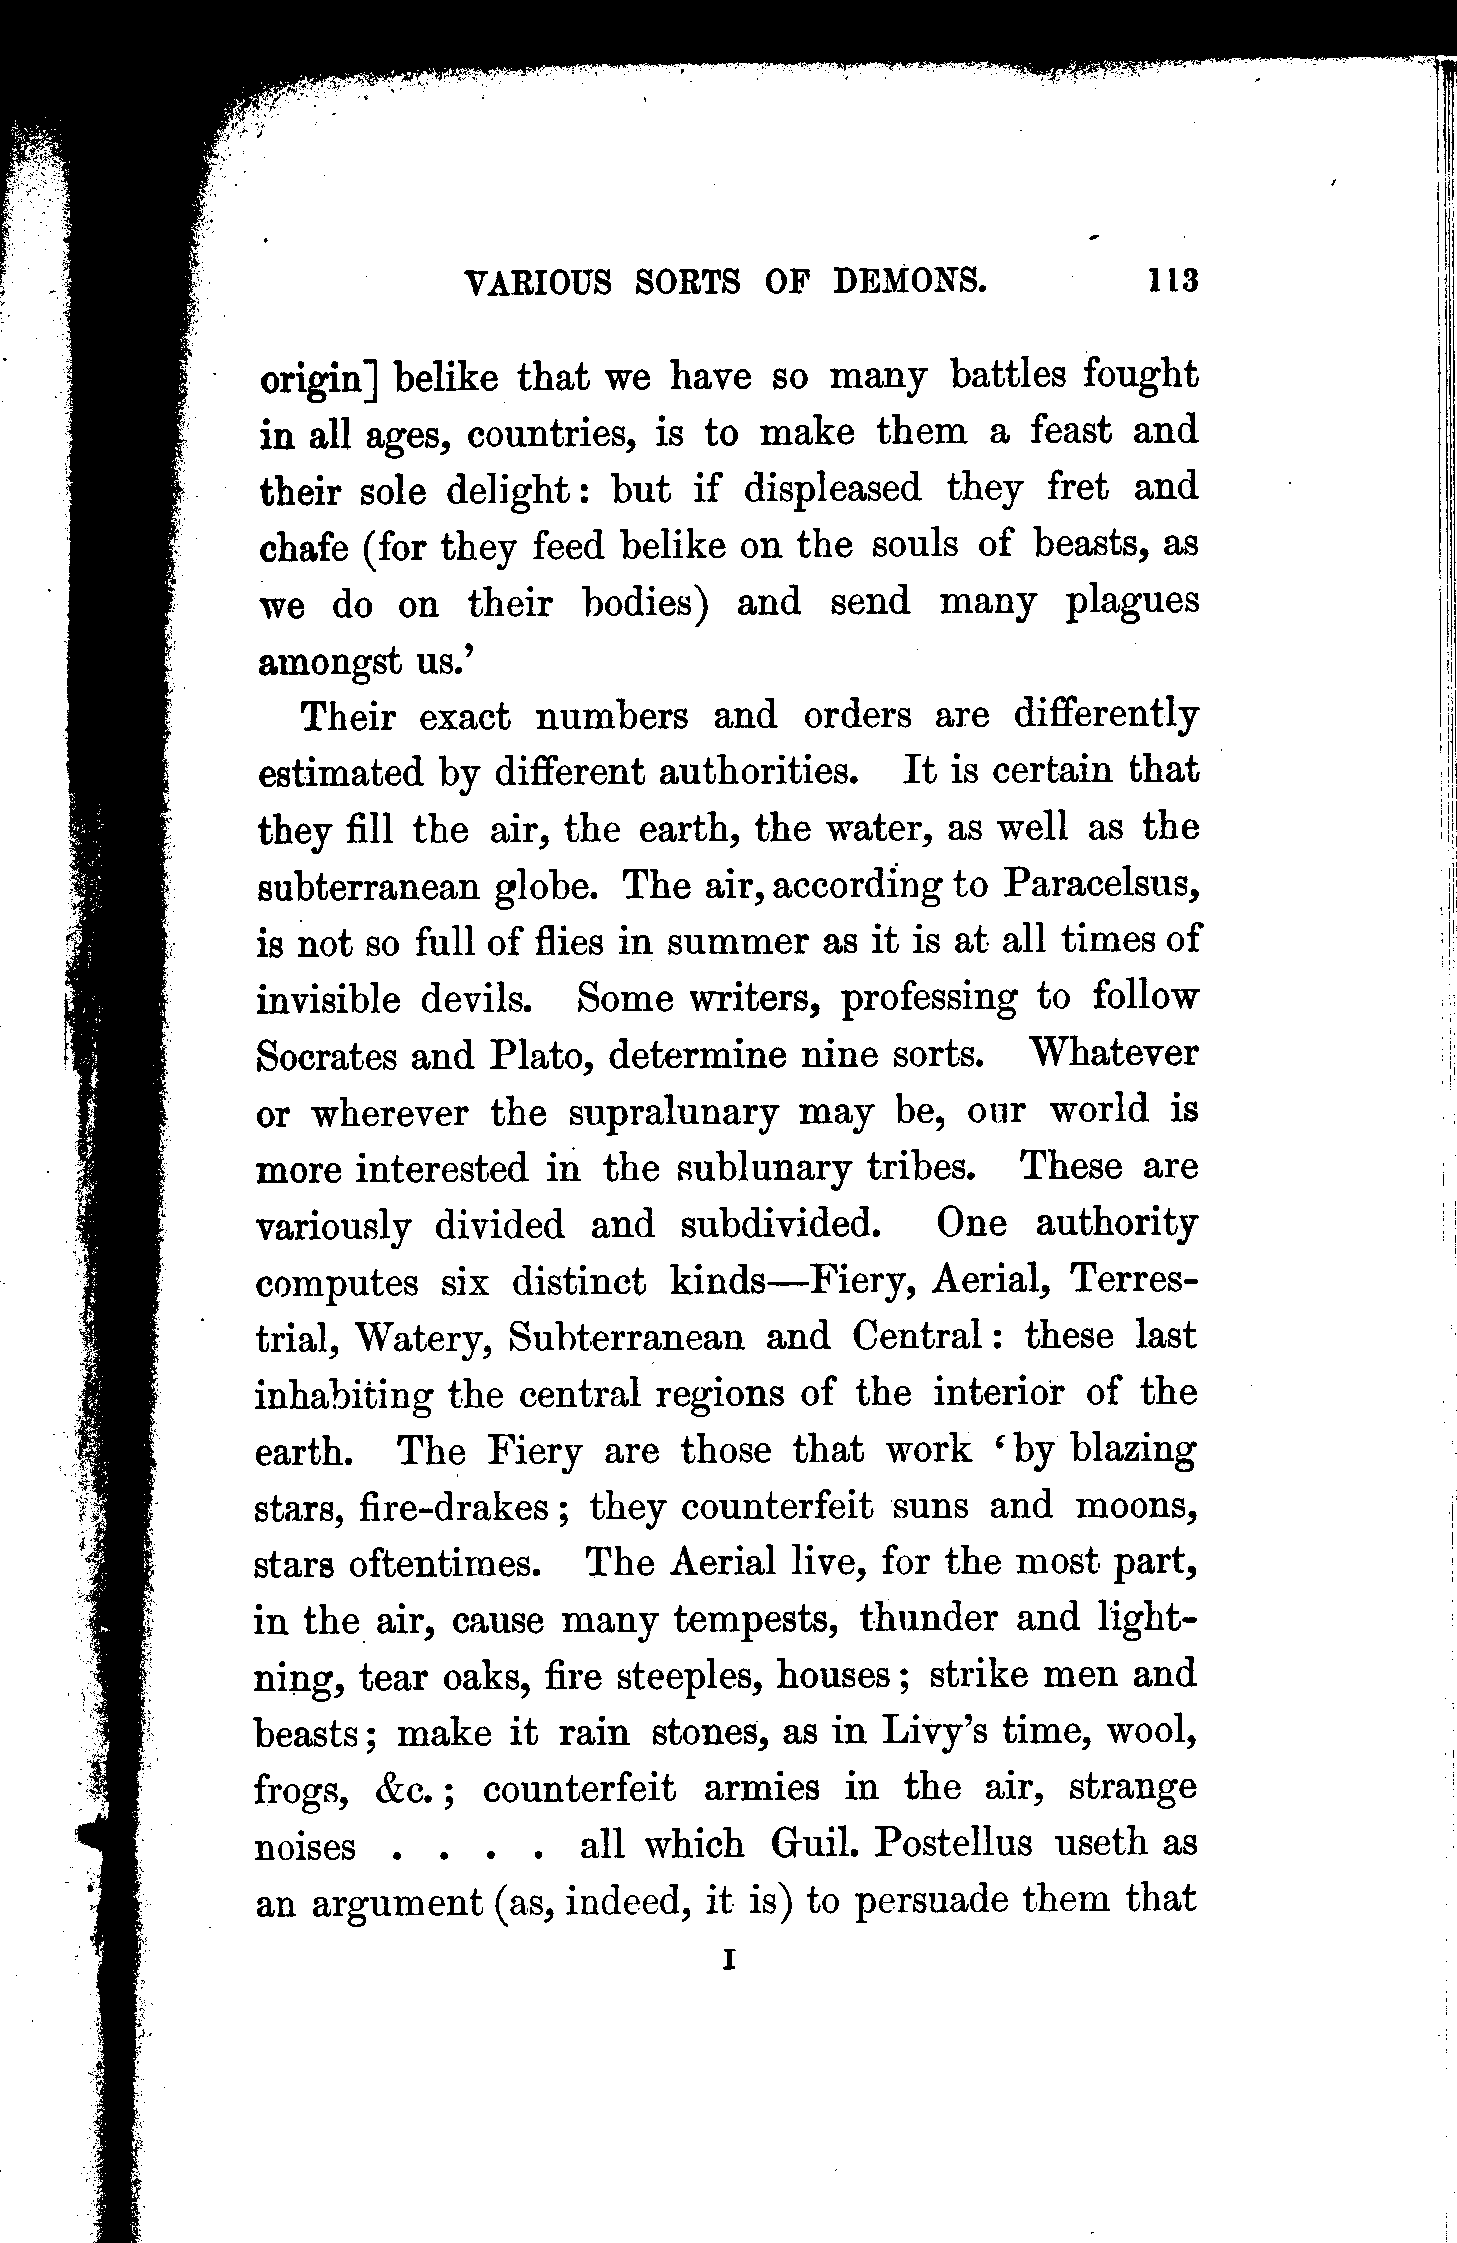 VARIOUS SORTS OF DEMONS. 113
origin] belike that we have so many battles fought
in all ages, countries, is to make them a feast and
their sole delight: but if displeased they fret and
chafe (for they feed belike on the souls of beasts, as
we do on their bodies) and send many plagues
amongst us.’
Their exact numbers and orders are differently
estimated by different authorities. It is certain that
they fill the air, the earth, the water, as well as the
subterranean globe. The air, according to Paracelsus,
is not so full of flies in summer as it is at all times of
invisible devils. Some writers, professing to follow
Socrates and Plato, determine nine sorts. Whatever
or wherever the supralunary may be, our world is
more interested in the sublunary tribes. These are
variously divided and subdivided. One authority
computes six distinct kinds—Fiery, Aerial, Terres-
trial, Watery, Subterranean and Central: these last
inhabiting the central regions of the interior of the
earth. The Fiery are those that work ‘by blazing
stars, fire-drakes; they counterfeit suns and moons,
stars oftentimes. The Aerial live, for the most part,
in the air, cause many tempests, thunder and light-
ning, tear oaks, fire steeples, houses; strike men and
beasts; make it rain stones, as in Livy’s time, wool,
frogs, &c.; counterfeit armies in the air, strange
noises . . . . all which Guil. Postellus useth as
an argument (as, indeed, it is) to persuade them that
I